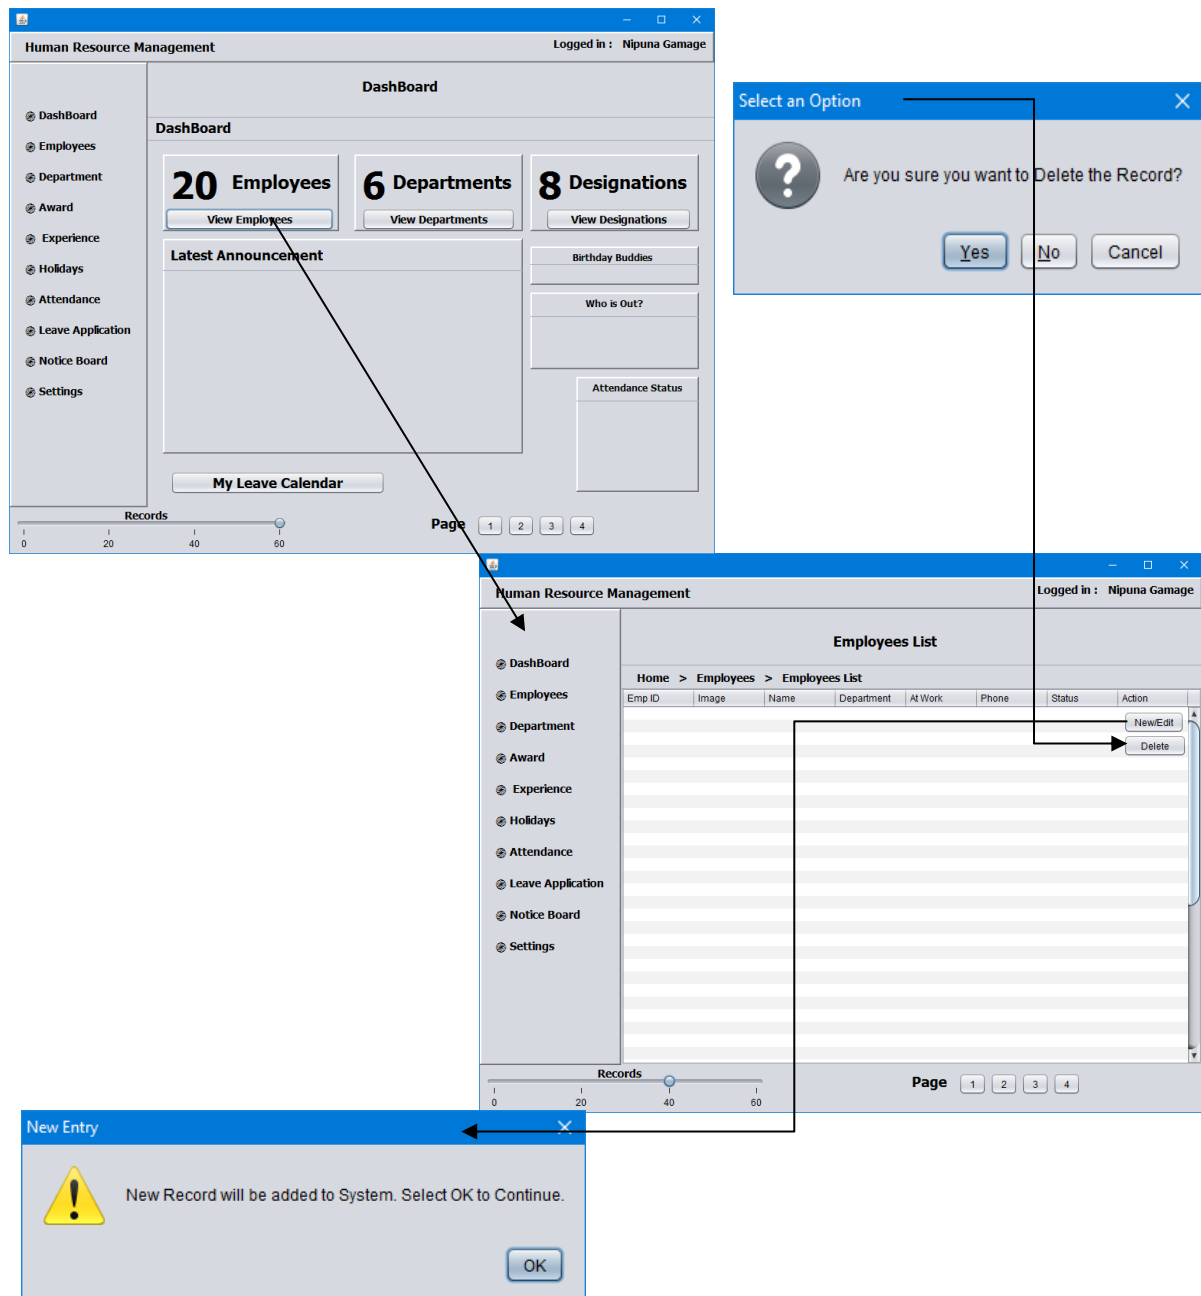 Human Resource Management
Logged in : Nipuna Gamage
DashBoard
Employees
Department
Award
Experience
Holidays
Attendance
Leave Application
Notice Board
Settings
DashBoard
DashBoard
20 Employees
View Employees
6 Departments
View Departments
8 Designations
View Designations
Latest Announcement
Birthday Buddies
Who is Out?
Attendance Status
My Leave Calendar
Records
0 20 40 60
Page 1 2 3 4
Select an Option
Are you sure you want to Delete the Record?
Yes No Cancel
Human Resource Management
Logged in : Nipuna Gamage
DashBoard
Employees
Department
Award
Experience
Holidays
Attendance
Leave Application
Notice Board
Settings
Employees List
Home > Employees > Employees List
Emp ID Image Name Department At Work Phone Status Action
New/Edit
Delete
Records
0 20 40 60
Page 1 2 3 4
New Entry
New Record will be added to System. Select OK to Continue.
OK